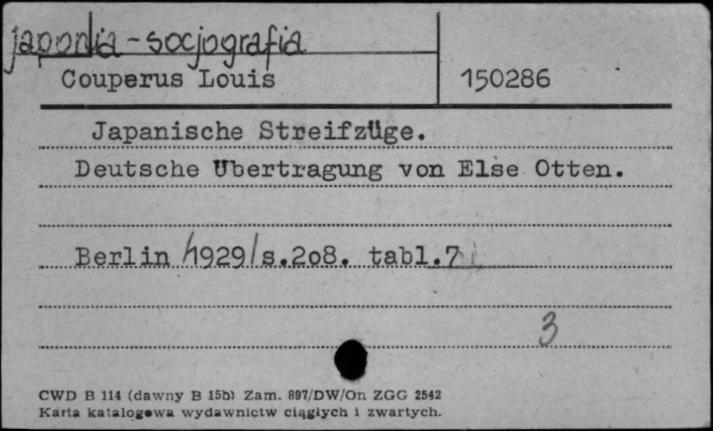 japonia - socjografia
Couperus Louis 150286
Japanische Streifzüge.
Deutsche Übertragung von Else Otten.
Berlin /1929/ s.2o8. tabl.7
3
CWD B 114 (dawny B 15b) Zam. 897/DW/On ZGG 2542
Karta katalogowa wydawnictw ciągłych i zwartych.